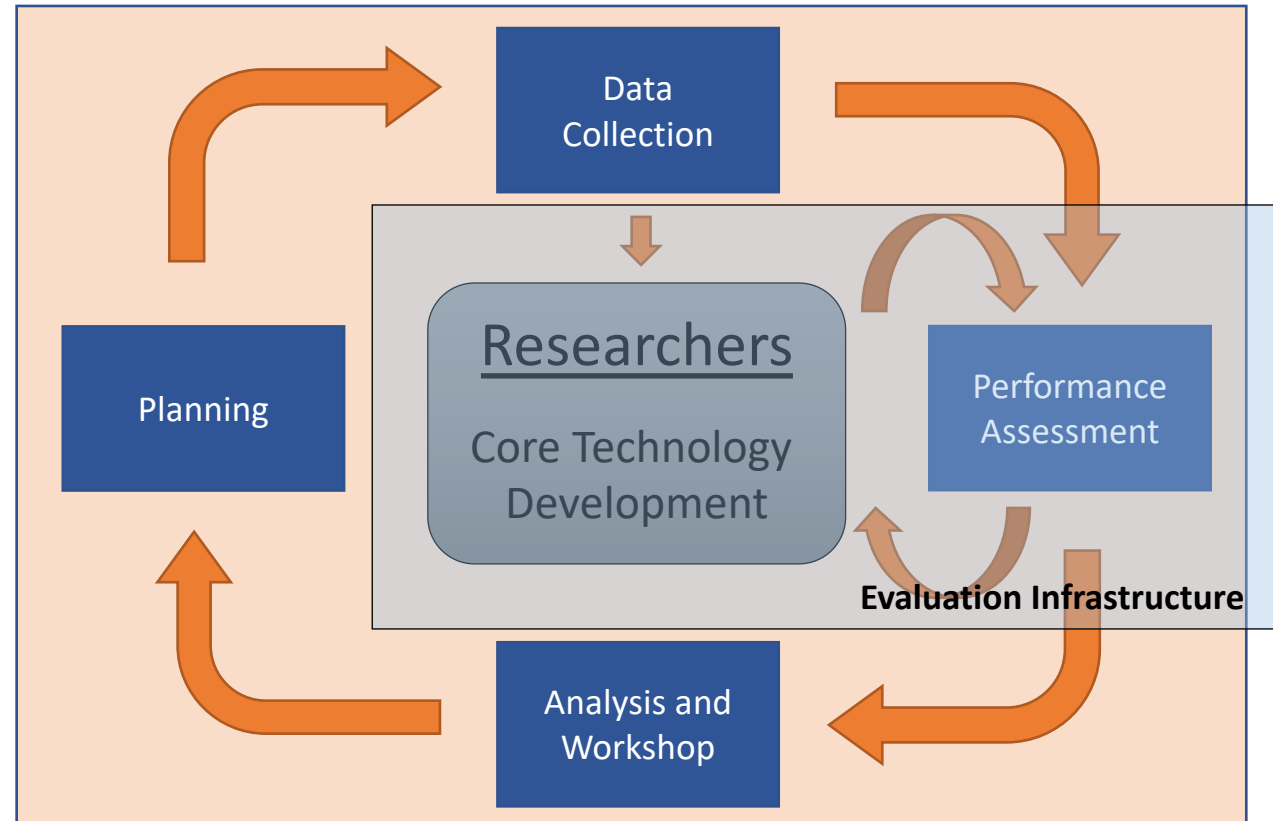 Data
Collection
Planning
Researchers
Core Technology
Development
Performance
Assessment
Evaluation Infrastructure
Analysis and
Workshop